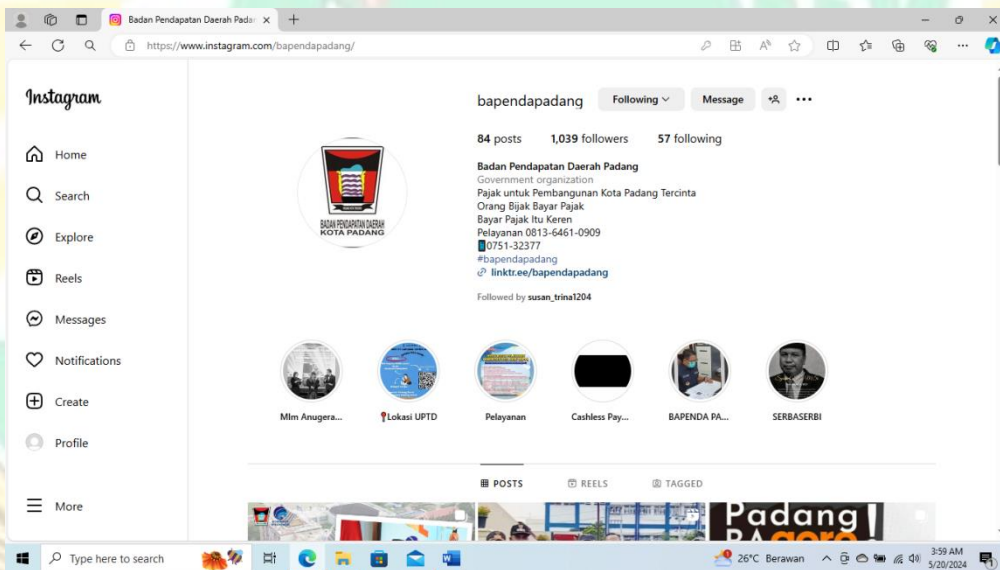 Badan Pendapatan Daerah Padar
https://www.instagram.com/bapendapadang/
Instagram
Home
Search
Explore
Reels
Messages
Notifications
Create
Profile
More
bapendapadang Following Message
84 posts 1,039 followers 57 following
Badan Pendapatan Daerah Padang
Government organization
Pajak untuk Pembangunan Kota Padang Tercinta
Orang Bijak Bayar Pajak
Bayar Pajak Itu Keren
Pelayanan 0813-6461-0909
0751-32377
#bapendapadang
linktr.ee/bapendapadang
Followed by susan_trina1204
BADAN PENDAPATAN DAERAH
KOTA PADANG
Mlm Anugera... Lokasi UPTD Pelayanan Cashless Pay... BAPENDA PA... SERBASERBI
POSTS REELS TAGGED
Padang
Type here to search
26°C Berawan
3:59 AM
5/20/2024